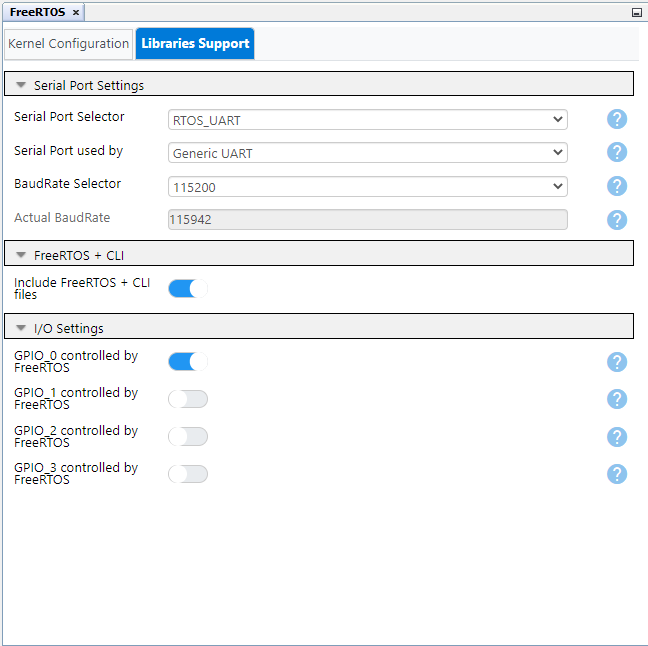 FreeRTOS ×
Kernel Configuration Libraries Support
Serial Port Settings
Serial Port Selector RTOS_UART ?
Serial Port used by Generic UART ?
BaudRate Selector 115200 ?
Actual BaudRate 115942 ?
FreeRTOS + CLI
Include FreeRTOS + CLI
files
I/O Settings
GPIO_0 controlled by ?
FreeRTOS
GPIO_1 controlled by ?
FreeRTOS
GPIO_2 controlled by ?
FreeRTOS
GPIO_3 controlled by ?
FreeRTOS